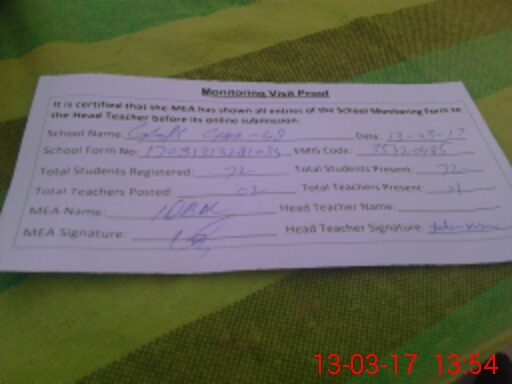 Monitoring Visit Proof
It is certified that the MEA has shown all entries of the School Monitoring Form to
the Head Teacher before its online submission.
School Name: Date: 13-03-17
School Form No: EMIS Code: 35320485
Total Students Registered: 72 Total Students Present: 72
Total Teachers Posted: 02 Total Teachers Present
MEA Name: Head Teacher Name:
MEA Signature: Head Teacher Signature:
13-03-17 13:54